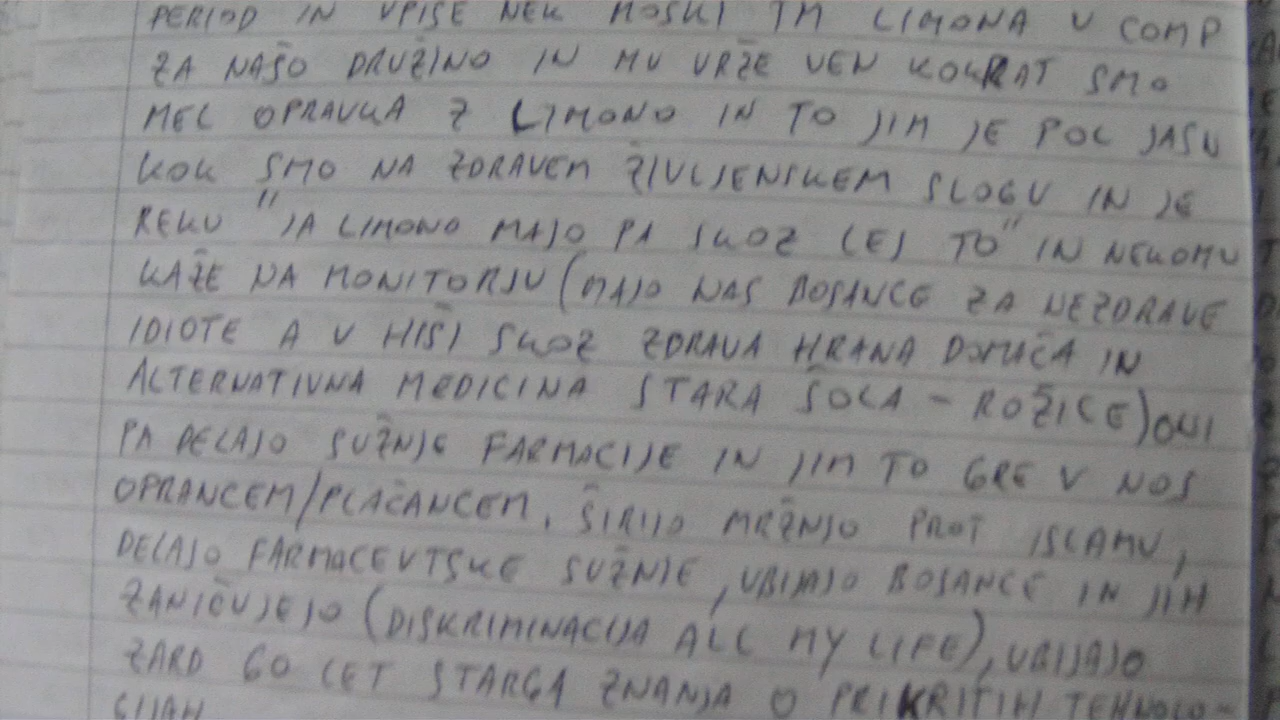 PERIOD IN VPIŠE NEK MOŠKI TM LIMONA V COMP
ZA NAŠO DRUŽINO IN MU VRŽE VEN KOKRAT SMO
MEL OPRAVKA Z LIMONO IN TO JIM JE POL JASN
KOK SMO NA ZDRAVEM ŽIVLJENSKEM SLOGU IN JE
REKU "JA LIMONO MAJO PA SKOZ LEJ TO" IN NEKOMU
KAŽE NA MONITORJU (MAJO NAS BOSANCE ZA NEZDRAVE
IDIOTE A V HIŠI SKOZ ZDRAVA HRANA DOMAČA IN
ALTERNATIVNA MEDICINA STARA ŠOLA - ROŽICE) ONI
PA DELAJO SUŽNJE FARMACIJE IN JIM TO GRE V NOS
OPRANCEM/PLAČANCEM, ŠIRIJO MRŽNJO PROT ISLAMU,
DELAJO FARMACEVTSKE SUŽNJE, UBIJAJO BOSANCE IN JIH
ZANIČUJEJO (DISKRIMINACIJA ALL MY LIFE), UBIJAJO
ZARD 60 LET STARGA ZNANJA O PRIKRITIH TEHNOLO-
GIJAH